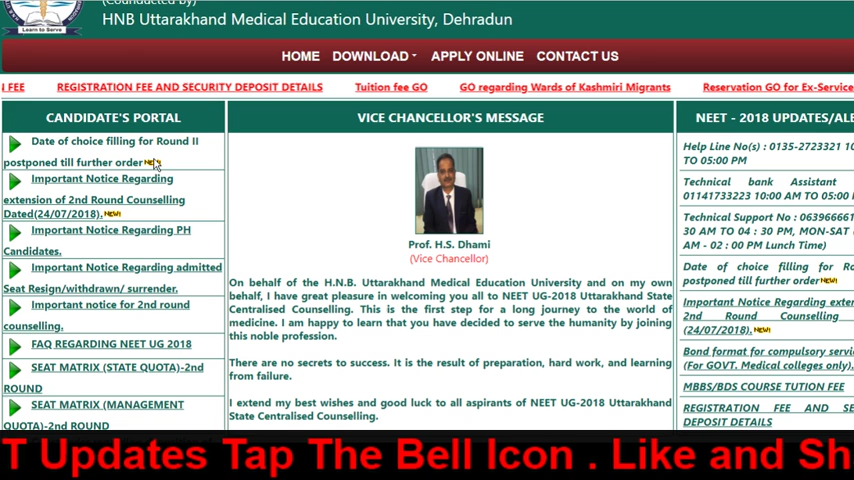 HNB Uttarakhand Medical Education University, Dehradun
Learn to Serve
HOME DOWNLOAD APPLY ONLINE CONTACT US
FEE REGISTRATION FEE AND SECURITY DEPOSIT DETAILS Tuition fee GO GO regarding Wards of Kashmiri Migrants Reservation GO for Ex-Service
CANDIDATE'S PORTAL
Date of choice filling for Round II
postponed till further order NEW!
Important Notice Regarding
extension of 2nd Round Counselling
Dated(24/07/2018). NEW!
Important Notice Regarding PH
Candidates.
Important Notice Regarding admitted
Seat Resign/withdrawn/ surrender.
Important notice for 2nd round
counselling.
FAQ REGARDING NEET UG 2018
SEAT MATRIX (STATE QUOTA)-2nd
ROUND
SEAT MATRIX (MANAGEMENT
QUOTA)-2nd ROUND
VICE CHANCELLOR'S MESSAGE
Prof. H.S. Dhami
(Vice Chancellor)
On behalf of the H.N.B. Uttarakhand Medical Education University and on my own
behalf, I have great pleasure in welcoming you all to NEET UG-2018 Uttarakhand State
Centralised Counselling. This is the first step for a long journey to the world of
medicine. I am happy to learn that you have decided to serve the humanity by joining
this noble profession.
There are no secrets to success. It is the result of preparation, hard work, and learning
from failure.
I extend my best wishes and good luck to all aspirants of NEET UG-2018 Uttarakhand
State Centralised Counselling.
NEET - 2018 UPDATES/ALE
Help Line No(s) : 0135-2723321 10
TO 05:00 PM
Technical bank Assistant
01141733223 10:00 AM TO 05:00 P
Technical Support No : 063966661
30 AM TO 04 : 30 PM, MON-SAT (
AM - 02 : 00 PM Lunch Time)
Date of choice filling for Ro
postponed till further order NEW!
Important Notice Regarding exter
2nd Round Counselling
(24/07/2018). NEW!
Bond format for compulsory servi
(For GOVT. Medical colleges only).
MBBS/BDS COURSE TUTION FEE
REGISTRATION FEE AND SE
DEPOSIT DETAILS
T Updates Tap The Bell Icon . Like and Sh